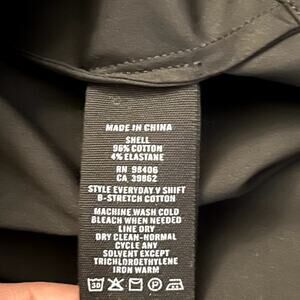 MADE IN CHINA
SHELL
96% COTTON
4% ELASTANE
RN 98406
CA 39862
STYLE EVERYDAY V SHIFT
B-STRETCH COTTON
MACHINE WASH COLD
BLEACH WHEN NEEDED
LINE DRY
DRY CLEAN-NORMAL
CYCLE ANY
SOLVENT EXCEPT
TRICHLOROETHYLENE
IRON WARM